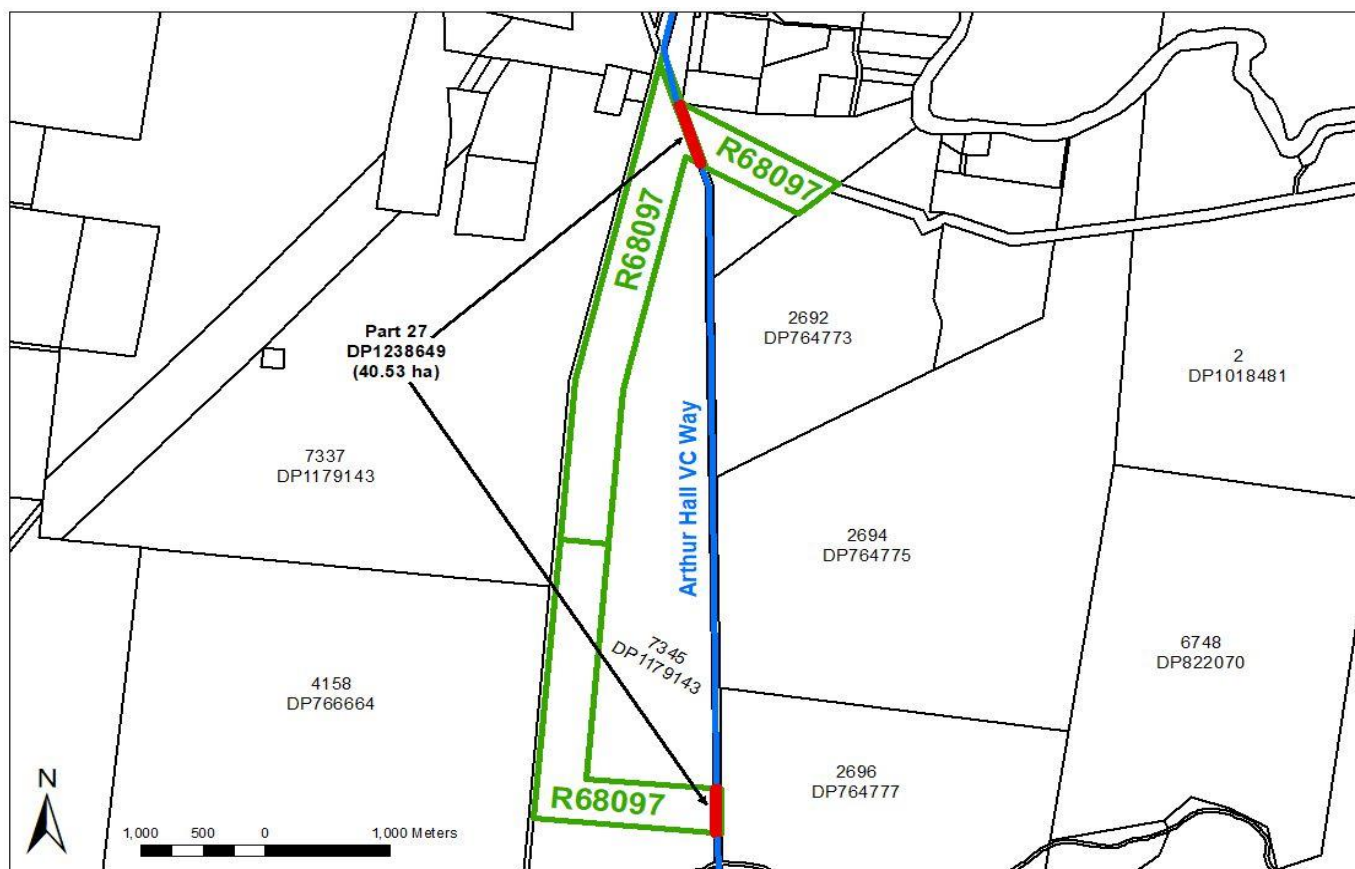 R68097
R68097
2692
DP764773
Part 27
DP1238649
(40.53 ha)
2
DP1018481
7337
DP1179143
Arthur Hall VC Way
2694
DP764775
7345
DP1179143
6748
DP822070
4158
DP766664
2696
DP764777
R68097
N
1,000 500 0 1,000 Meters